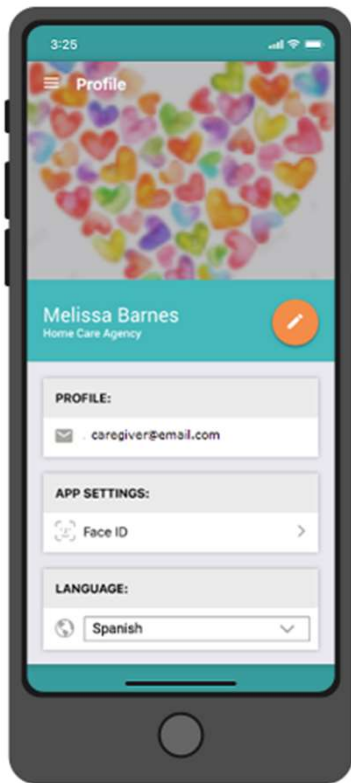 3:25
Profile
Melissa Barnes
Home Care Agency
PROFILE:
caregiver@email.com
APP SETTINGS:
Face ID
LANGUAGE:
Spanish